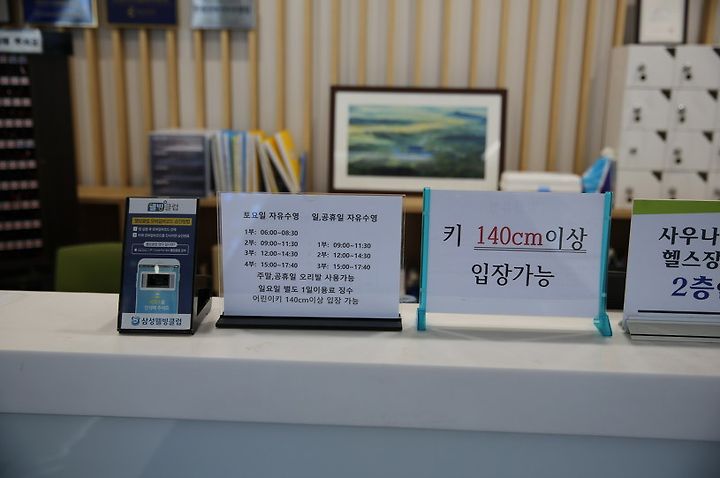 웰빙클럽
삼성웰빙클럽
토요일 자유수영 일,공휴일 자유수영
1부: 06:00-08:30
2부: 09:00-11:30 1부: 09:00-11:30
3부: 12:00-14:30 2부: 12:00-14:30
4부: 15:00-17:40 3부: 15:00-17:40
주말,공휴일 오리발 사용가능
일요일 별도 1일이용료 징수
어린이키 140cm이상 입장 가능
키 140cm이상
입장가능
사우나
헬스장
2층